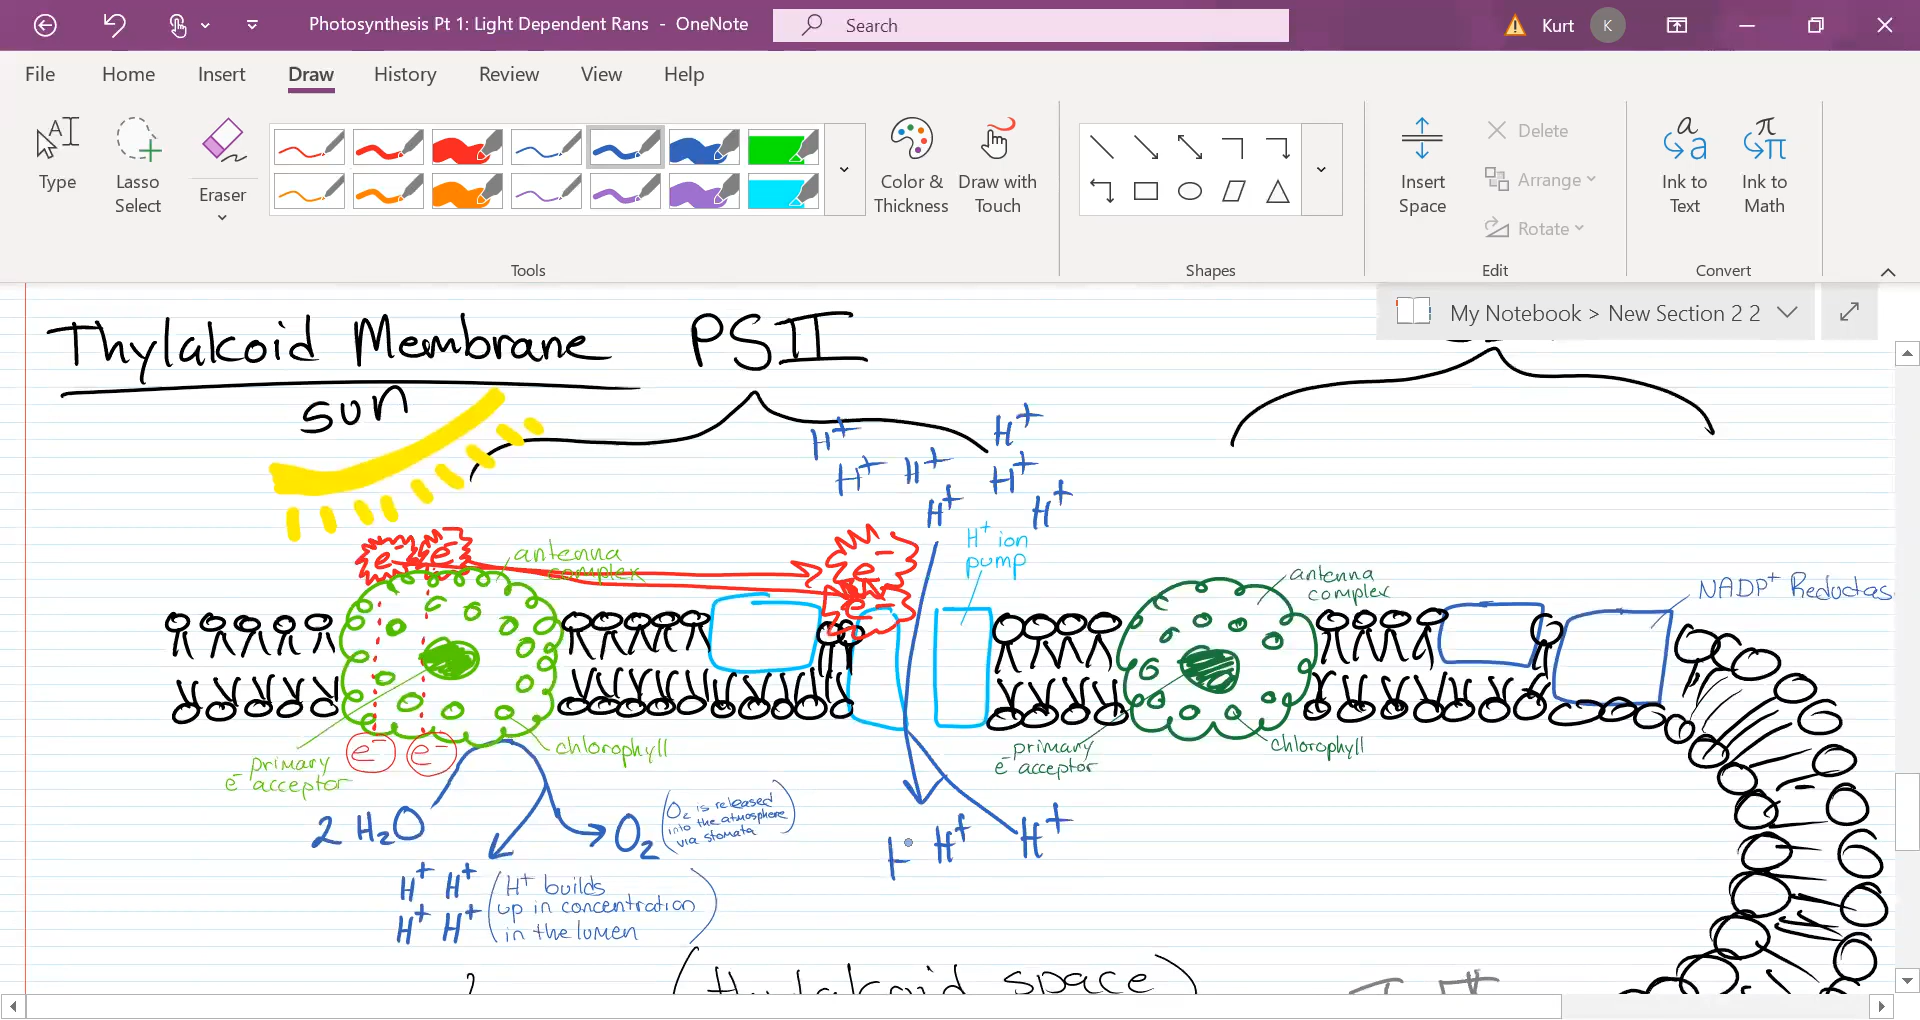 Photosynthesis Pt 1: Light Dependent Rxns - OneNote
Search
Kurt
K
File Home Insert Draw History Review View Help
Type
Lasso Select
Eraser
Color & Thickness
Draw with Touch
Insert Space
Delete
Arrange
Rotate
Ink to Text
Ink to Math
Tools
Shapes
Edit
Convert
My Notebook > New Section 2 2
Thylakoid Membrane
PSII
sun
H+
H+
H+
H+
H+
H+
H+
H+ ion
pump
e-
e-
e-
e-
antenna
complex
antenna
complex
NADP+ Reductas
primary
e- acceptor
e-
e-
chlorophyll
primary
e- acceptor
chlorophyll
2 H2O
O2
(O2 is released
into the atmosphere
via stomata)
H+
H+
H+ H+
H+ H+
(H+ builds
up in concentration
in the lumen)
(thylakoid space)